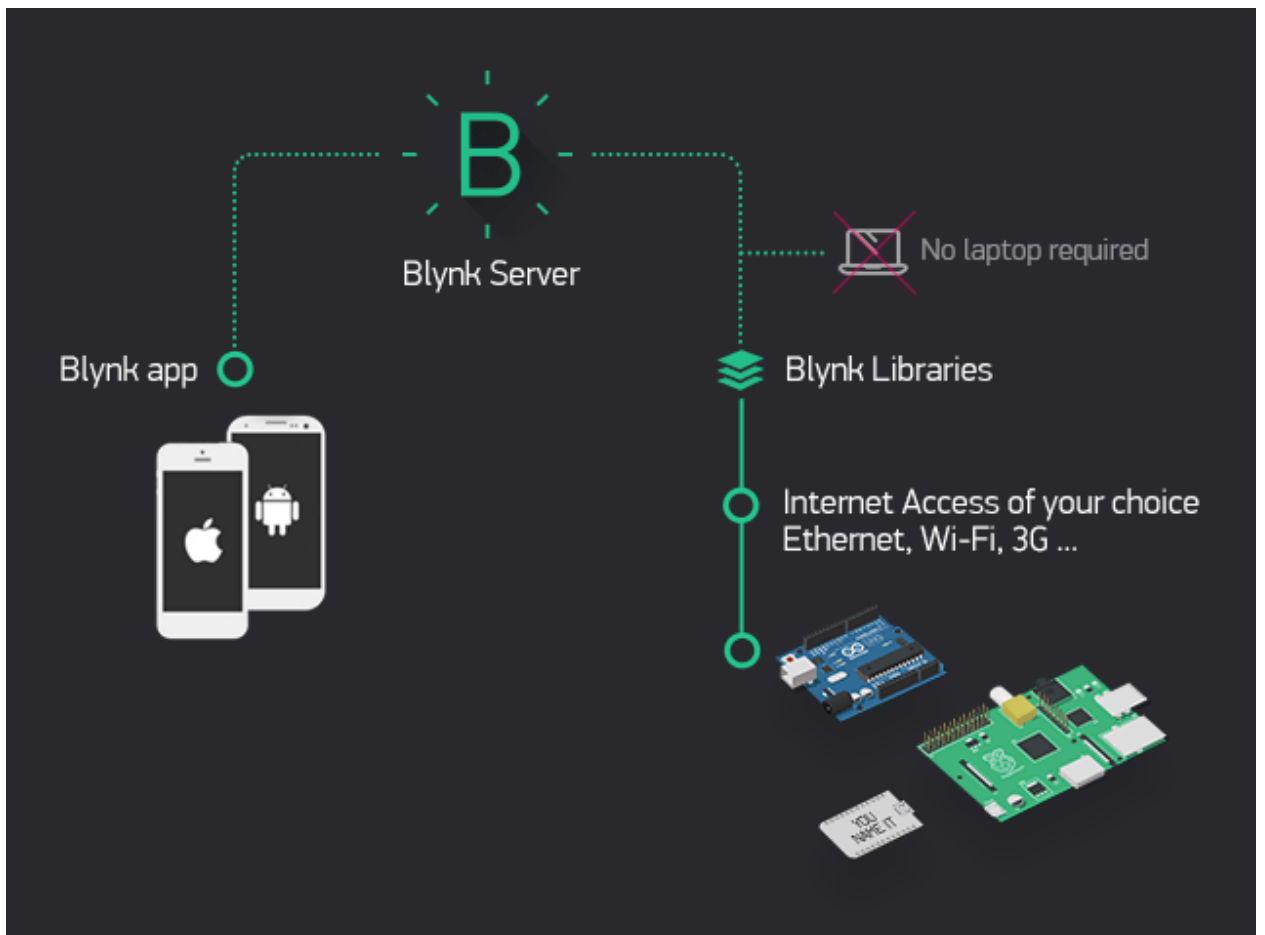 B
Blynk Server
No laptop required
Blynk app
Blynk Libraries
Internet Access of your choice
Ethernet, Wi-Fi, 3G ...
YOU
NAME IT